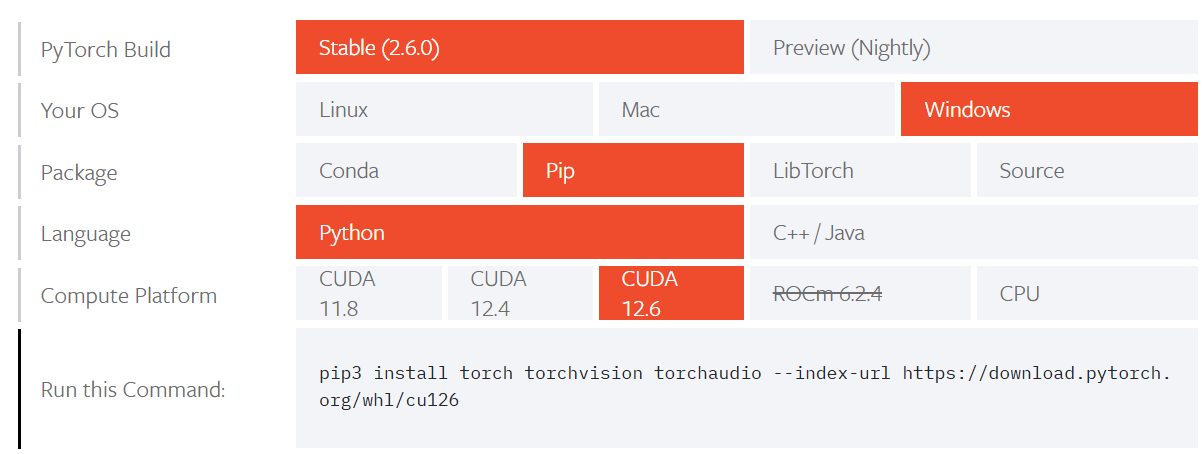 PyTorch Build
Stable (2.6.0)
Preview (Nightly)
Your OS
Linux
Mac
Windows
Package
Conda
Pip
LibTorch
Source
Language
Python
C++ / Java
Compute Platform
CUDA
11.8
CUDA
12.4
CUDA
12.6
ROCm 6.2.4
CPU
Run this Command:
pip3 install torch torchvision torchaudio --index-url https://download.pytorch.
org/whl/cu126